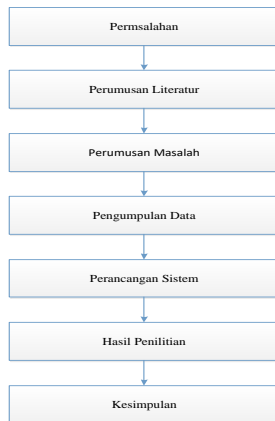 Permsalahan
Perumusan Literatur
Perumusan Masalah
Pengumpulan Data
Perancangan Sistem
Hasil Penilitian
Kesimpulan